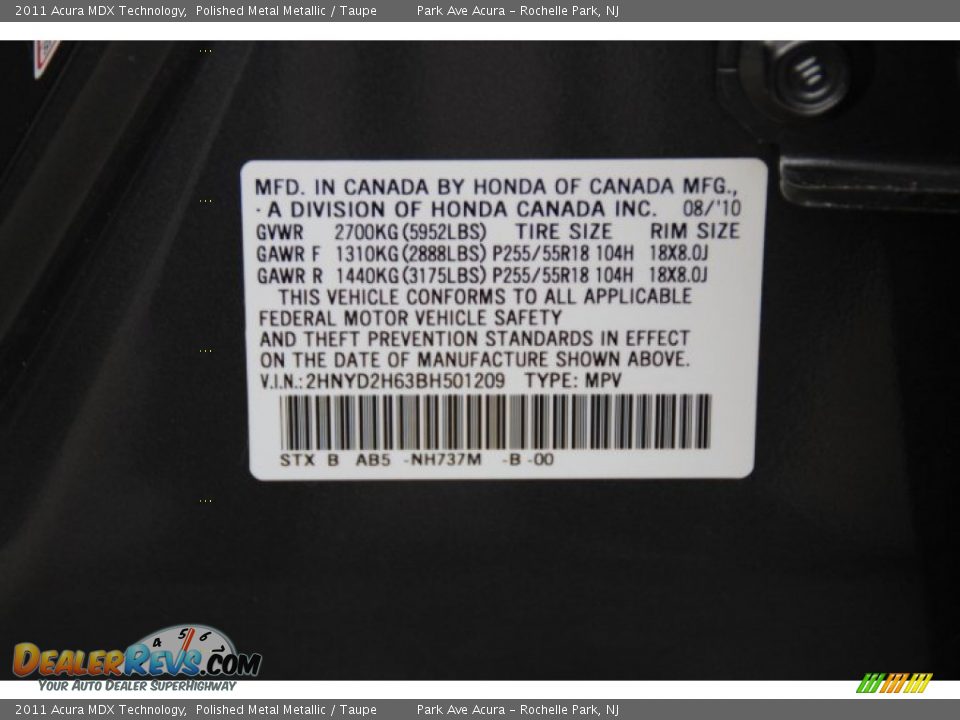 2011 Acura MDX Technology, Polished Metal Metallic / Taupe Park Ave Acura - Rochelle Park, NJ
MFD. IN CANADA BY HONDA OF CANADA MFG.,
A DIVISION OF HONDA CANADA INC. 08/'10
GVWR 2700KG(5952LBS) TIRE SIZE RIM SIZE
GAWR F 1310KG(2888LBS) P255/55R18 104H 18X8.0J
GAWR R 1440KG(3175LBS) P255/55R18 104H 18X8.0J
THIS VEHICLE CONFORMS TO ALL APPLICABLE
FEDERAL MOTOR VEHICLE SAFETY
AND THEFT PREVENTION STANDARDS IN EFFECT
ON THE DATE OF MANUFACTURE SHOWN ABOVE.
V.I.N.: 2HNYD2H63BH501209 TYPE: MPV
STX B AB5 -NH737M -B -00
4 5 6
DEALERREVS.COM
YOUR AUTO DEALER SUPERHIGHWAY
2011 Acura MDX Technology, Polished Metal Metallic / Taupe Park Ave Acura - Rochelle Park, NJ